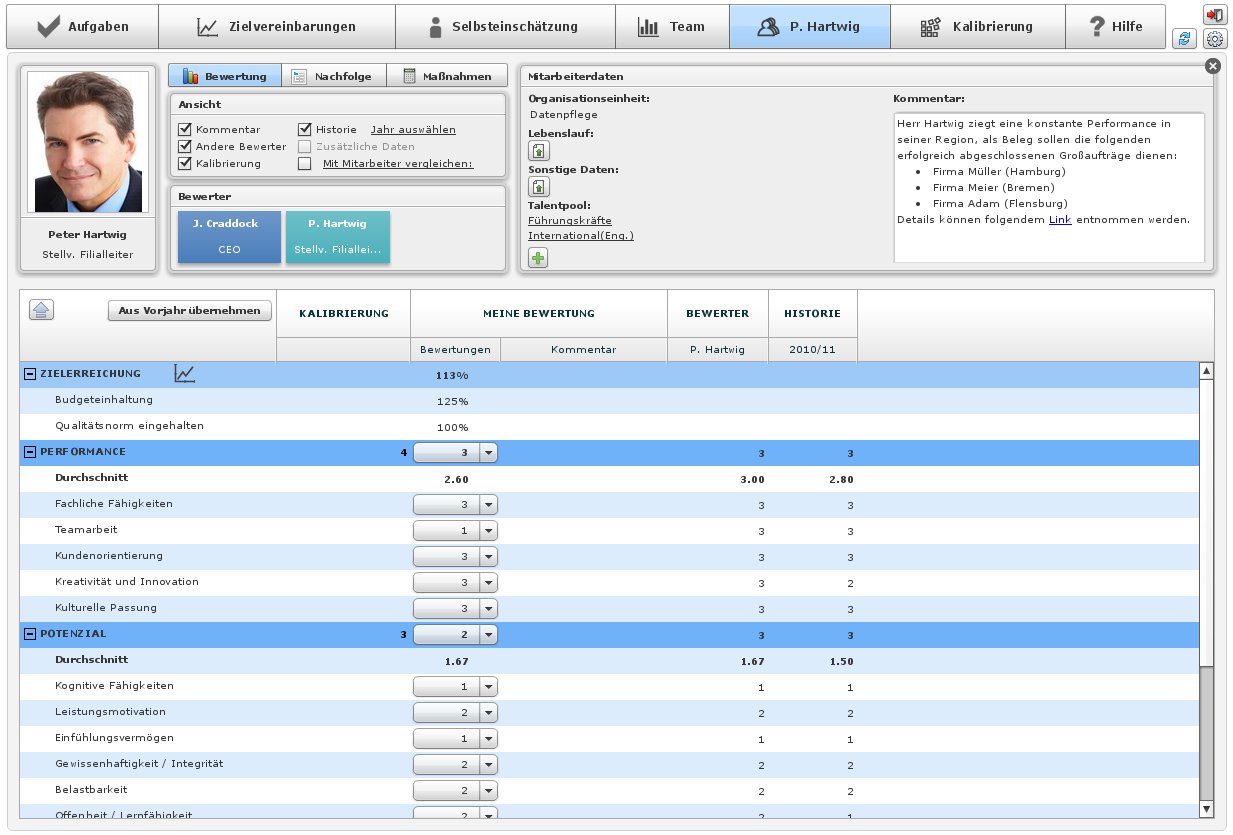 Aufgaben Zielvereinbarungen Selbsteinschätzung Team P. Hartwig Kalibrierung ? Hilfe
Peter Hartwig
Stellv. Filialleiter
Bewertung Nachfolge Maßnahmen
Ansicht
Kommentar Historie Jahr auswählen
Andere Bewerter Zusätzliche Daten
Kalibrierung Mit Mitarbeiter vergleichen:
Bewerter
J. Craddock P. Hartwig
CEO Stellv. Filiallei...
Mitarbeiterdaten
Organisationseinheit:
Datenpflege
Lebenslauf:
Sonstige Daten:
Talentpool:
Führungskräfte
International(Eng.)
Kommentar:
Herr Hartwig ziegt eine konstante Performance in
seiner Region, als Beleg sollen die folgenden
erfolgreich abgeschlossenen Großaufträge dienen:
• Firma Müller (Hamburg)
• Firma Meier (Bremen)
• Firma Adam (Flensburg)
Details können folgendem Link entnommen werden.
Aus Vorjahr übernehmen KALIBRIERUNG MEINE BEWERTUNG BEWERTER HISTORIE
Bewertungen Kommentar P. Hartwig 2010/11
ZIELERREICHUNG 113%
Budgeteinhaltung 125%
Qualitätsnorm eingehalten 100%
PERFORMANCE 4 3 3 3
Durchschnitt 2.60 3.00 2.80
Fachliche Fähigkeiten 3 3 3
Teamarbeit 1 3 3
Kundenorientierung 3 3 3
Kreativität und Innovation 3 3 2
Kulturelle Passung 3 3 3
POTENZIAL 3 2 3 3
Durchschnitt 1.67 1.67 1.50
Kognitive Fähigkeiten 1 1 1
Leistungsmotivation 2 2 2
Einfühlungsvermögen 1 1 1
Gewissenhaftigkeit / Integrität 2 2 2
Belastbarkeit 2 2 2
Offenheit / Lernfähigkeit 2 2 1